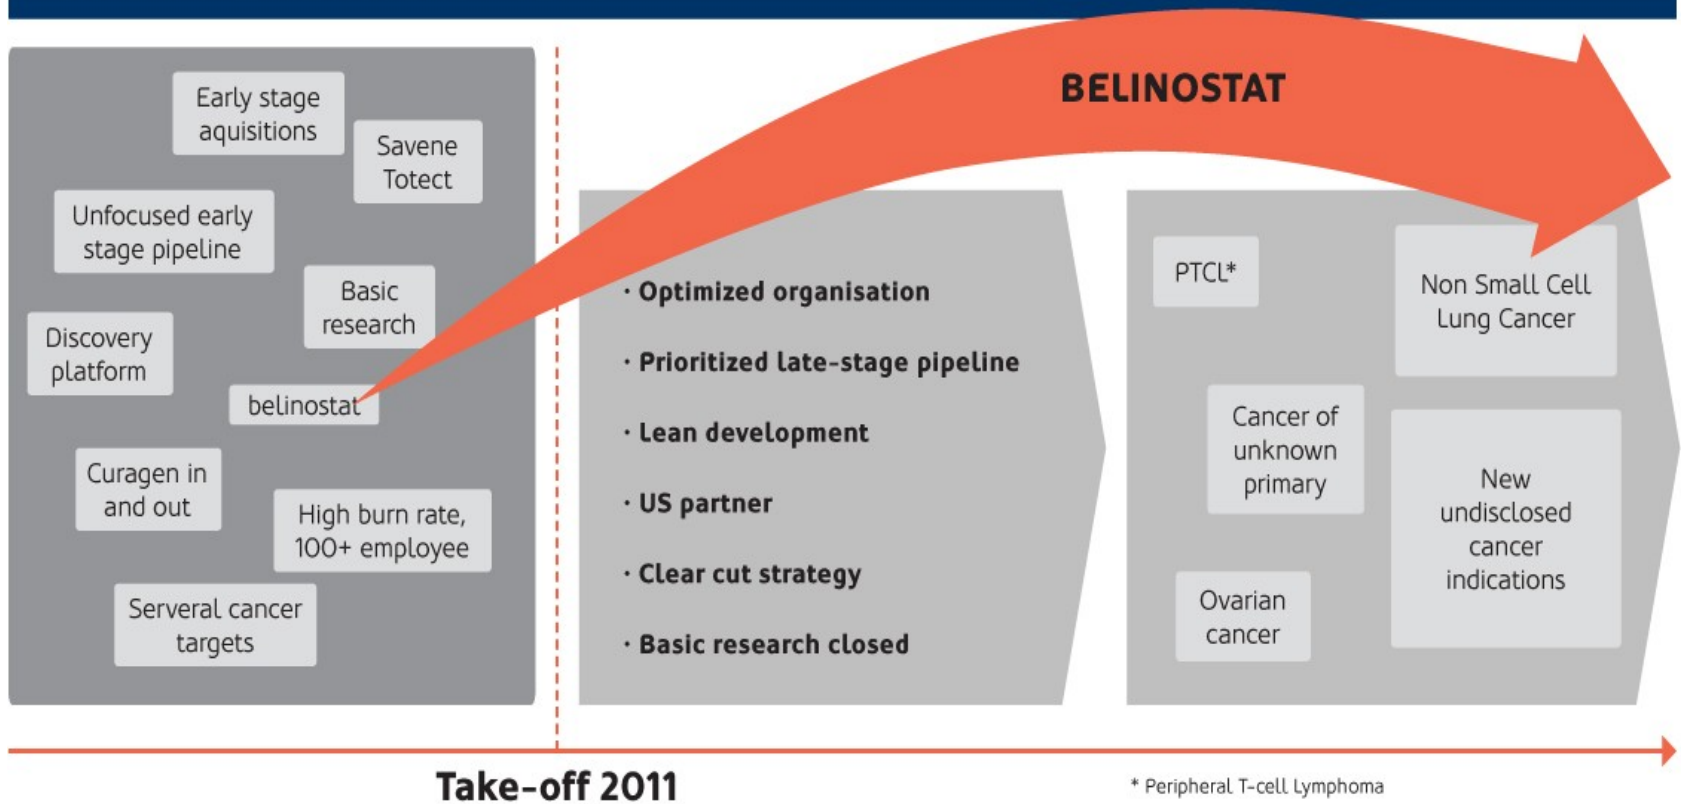 BELINOSTAT
Early stage
aquisitions
Savene
Totect
Unfocused early
stage pipeline
Basic
research
Discovery
platform
belinostat
Curagen in
and out
High burn rate,
100+ employee
Serveral cancer
targets
· Optimized organisation
· Prioritized late-stage pipeline
· Lean development
· US partner
· Clear cut strategy
· Basic research closed
PTCL*
Non Small Cell
Lung Cancer
Cancer of
unknown
primary
New
undisclosed
cancer
indications
Ovarian
cancer
Take-off 2011
* Peripheral T-cell Lymphoma